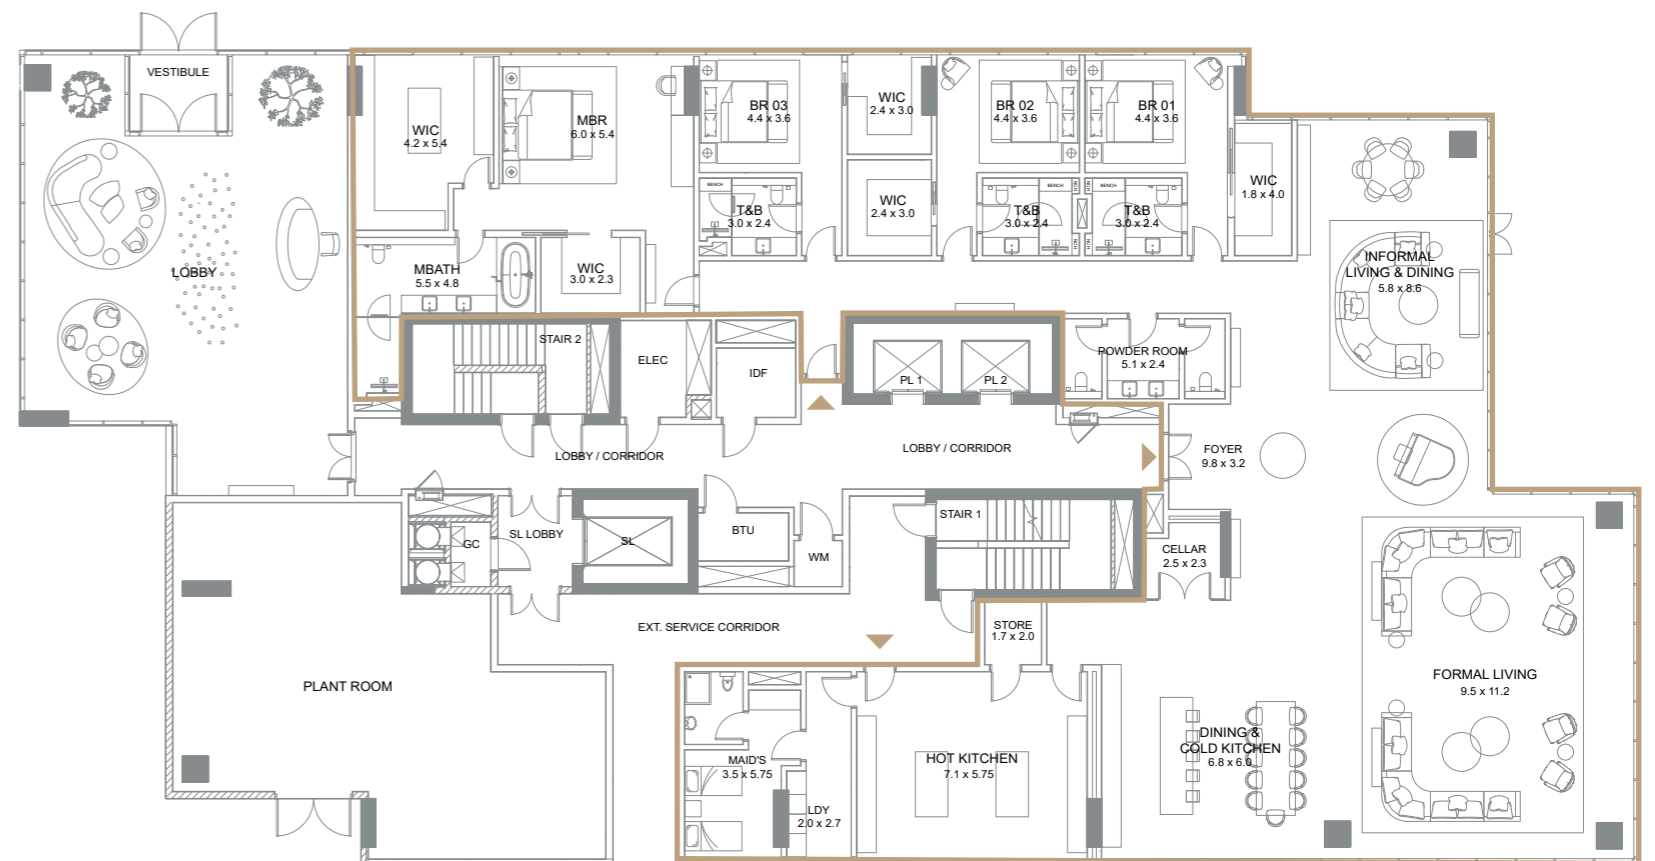 VESTIBULE
LOBBY
WIC
4.2 x 5.4
MBR
6.0 x 5.4
BR 03
4.4 x 3.6
WIC
2.4 x 3.0
BR 02
4.4 x 3.6
BR 01
4.4 x 3.6
WIC
2.4 x 3.0
WIC
1.8 x 4.0
BENCH
T&B
3.0 x 2.4
BENCH
T&B
3.0 x 2.4
BENCH
T&B
3.0 x 2.4
MBATH
5.5 x 4.8
WIC
3.0 x 2.3
INFORMAL
LIVING & DINING
5.8 x 8.6
STAIR 2
ELEC
IDF
PL 1
PL 2
POWDER ROOM
5.1 x 2.4
LOBBY / CORRIDOR
LOBBY / CORRIDOR
FOYER
9.8 x 3.2
GC
SL LOBBY
SL
BTU
WM
STAIR 1
CELLAR
2.5 x 2.3
EXT. SERVICE CORRIDOR
STORE
1.7 x 2.0
PLANT ROOM
FORMAL LIVING
9.5 x 11.2
MAID'S
3.5 x 5.75
HOT KITCHEN
7.1 x 5.75
DINING &
COLD KITCHEN
6.8 x 6.0
LDY
2.0 x 2.7